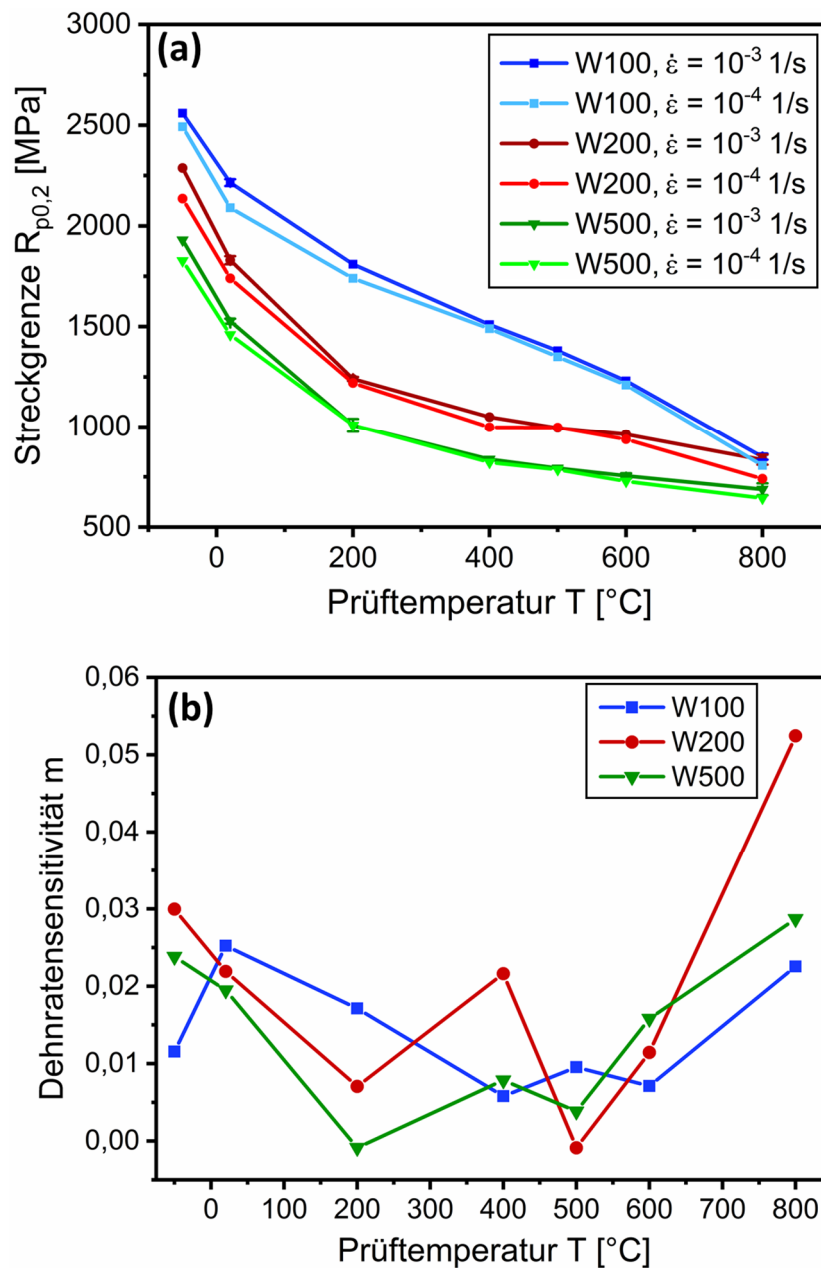 (a)
3000
2500
2000
1500
1000
500
Streckgrenze R_p0,2 [MPa]
W100, ε̇ = 10⁻³ 1/s
W100, ε̇ = 10⁻⁴ 1/s
W200, ε̇ = 10⁻³ 1/s
W200, ε̇ = 10⁻⁴ 1/s
W500, ε̇ = 10⁻³ 1/s
W500, ε̇ = 10⁻⁴ 1/s
0 200 400 600 800
Prüftemperatur T [°C]
(b)
0,06
0,05
0,04
0,03
0,02
0,01
0,00
Dehnratensensitivität m
W100
W200
W500
0 100 200 300 400 500 600 700 800
Prüftemperatur T [°C]